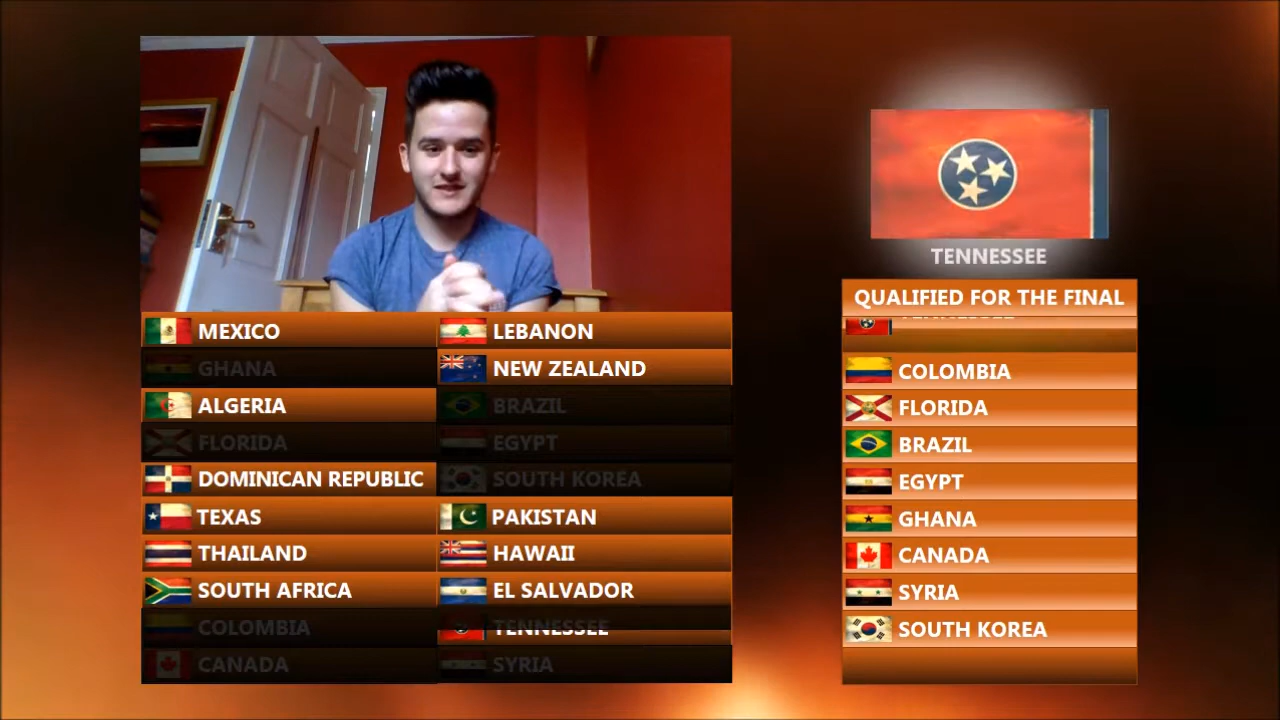 MEXICO
LEBANON
GHANA
NEW ZEALAND
ALGERIA
BRAZIL
FLORIDA
EGYPT
DOMINICAN REPUBLIC
SOUTH KOREA
TEXAS
PAKISTAN
THAILAND
HAWAII
SOUTH AFRICA
EL SALVADOR
COLOMBIA
TENNESSEE
CANADA
SYRIA
TENNESSEE
QUALIFIED FOR THE FINAL
TENNESSEE
COLOMBIA
FLORIDA
BRAZIL
EGYPT
GHANA
CANADA
SYRIA
SOUTH KOREA